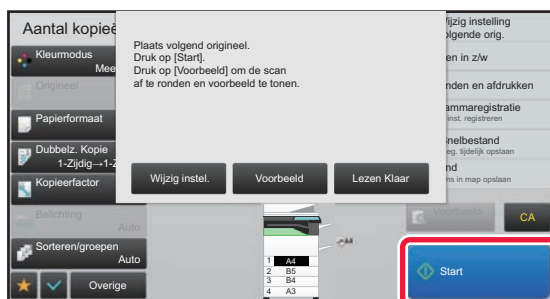 Aantal kopieë
Kleurmodus
Mee
Origineel
Papierformaat
Dubbelz. Kopie
1-Zijdig→1-Z
Kopieerfactor
Belichting
Auto
Sorteren/groepen
Auto
Overige
Plaats volgend origineel.
Druk op [Start].
Druk op [Voorbeeld] om de scan
af te ronden en voorbeeld te tonen.
Wijzig instel.
Voorbeeld
Lezen Klaar
ijzig instelling
olgende orig.
en in z/w
nden en afdrukken
ammaregistratie
inst. registreren
nelbestand
eg. tijdelijk opslaan
nd
ns in map opslaan
Voorbeeld-
CA
A4
1 A4
2 B5
3 B4
4 A3
Start